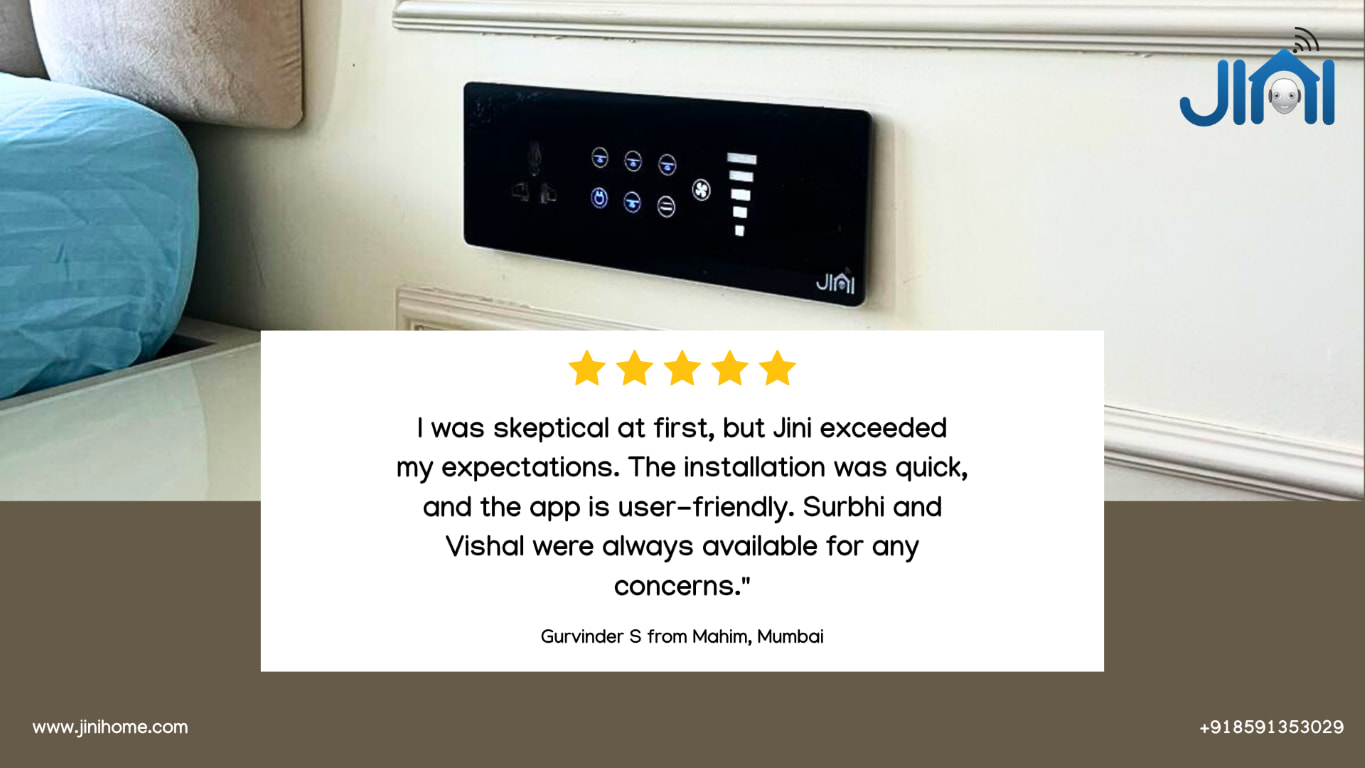 JINI
JINI
I was skeptical at first, but Jini exceeded
my expectations. The installation was quick,
and the app is user-friendly. Surbhi and
Vishal were always available for any
concerns."
Gurvinder S from Mahim, Mumbai
www.jinihome.com
+918591353029